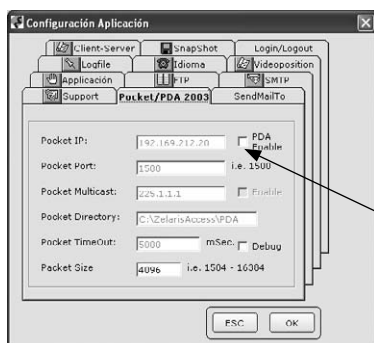 Configuración Aplicación
Client-Server SnapShot Login/Logout
Logfile Idioma Videoposition
Applicación FTP SMTP
Support Pocket/PDA 2003 SendMailTo
Pocket IP: 192.169.212.20 PDA Enable
Pocket Port: 1500 i.e. 1500
Pocket Multicast: 225.1.1.1 Enable
Pocket Directory: C:\ZelarisAccess\PDA
Pocket TimeOut: 5000 mSec. Debug
Packet Size 4096 i.e. 1504 - 16384
ESC OK